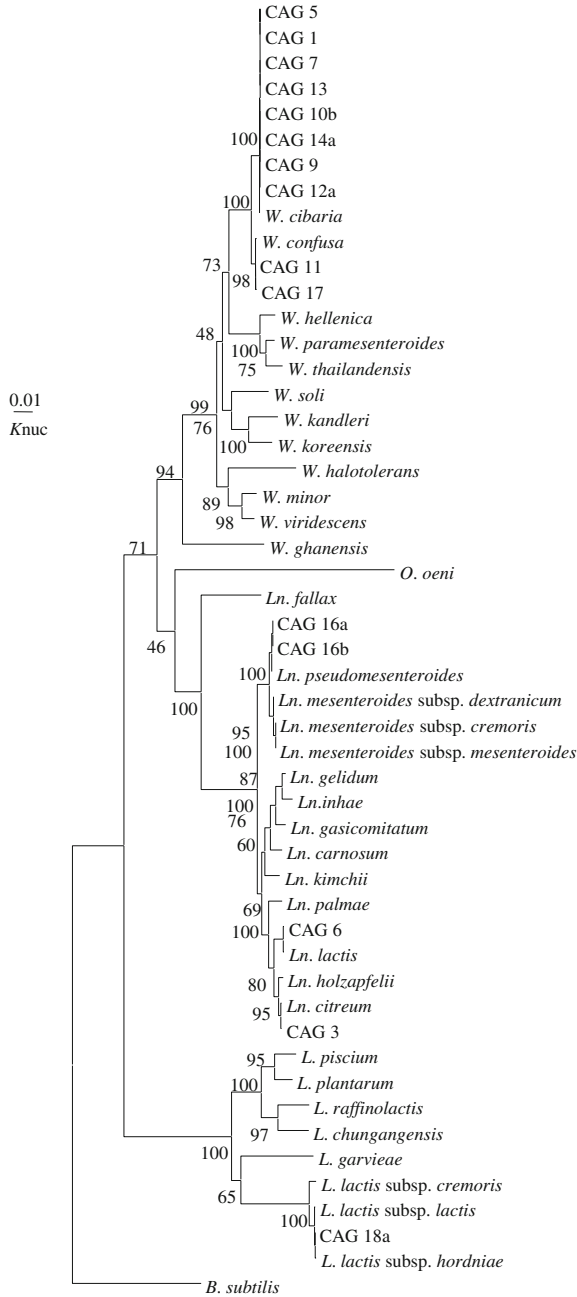 CAG 5
CAG 1
CAG 7
CAG 13
CAG 10b
100
CAG 14a
CAG 9
CAG 12a
100
W. cibaria
W. confusa
73
CAG 11
98
CAG 17
W. hellenica
48
W. paramesenteroides
100
75
W. thailandensis
0.01
Knuc
W. soli
99
76
W. kandleri
100
W. koreensis
94
W. halotolerans
89
W. minor
98
W. viridescens
71
W. ghanensis
O. oeni
Ln. fallax
46
CAG 16a
CAG 16b
100
Ln. pseudomesenteroides
100
Ln. mesenteroides subsp. dextranicum
95
Ln. mesenteroides subsp. cremoris
100
Ln. mesenteroides subsp. mesenteroides
87
Ln. gelidum
100
Ln.inhae
76
Ln. gasicomitatum
60
Ln. carnosum
Ln. kimchii
69
Ln. palmae
100
CAG 6
Ln. lactis
80
Ln. holzapfelii
95
Ln. citreum
CAG 3
95
L. piscium
100
L. plantarum
L. raffinolactis
97
L. chungangensis
100
L. garvieae
65
L. lactis subsp. cremoris
100
L. lactis subsp. lactis
CAG 18a
L. lactis subsp. hordniae
B. subtilis